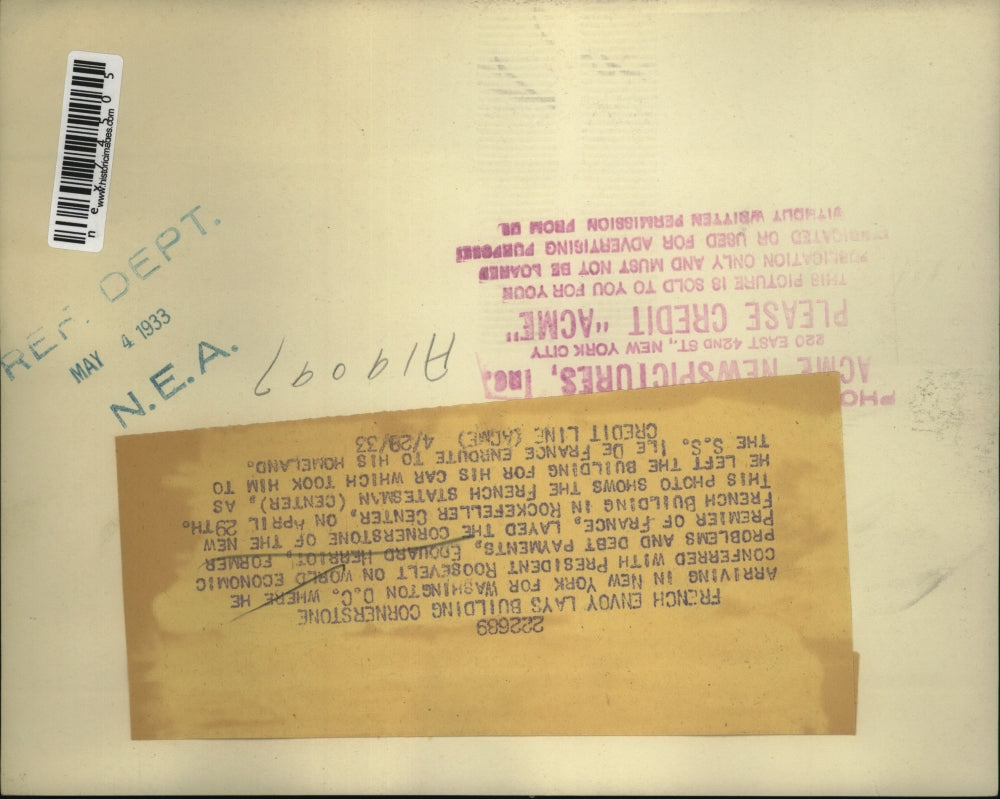 n e x 7 4 5 0 5
www.historicimages.com
REF. DEPT.
MAY 4 1933
N.E.A.
A19097
222689
FRENCH ENVOY LAYS BUILDING CORNERSTONE
ARRIVING IN NEW YORK FOR WASHINGTON D.C. WHERE HE
CONFERRED WITH PRESIDENT ROOSEVELT ON WORLD ECONOMIC
PROBLEMS AND DEBT PAYMENTS, EDOUARD HERRIOT, FORMER
PREMIER OF FRANCE, LAYED THE CORNERSTONE OF THE NEW
FRENCH BUILDING IN ROCKEFELLER CENTER, ON APRIL 29TH.
THIS PHOTO SHOWS THE FRENCH STATESMAN (CENTER), AS
HE LEFT THE BUILDING FOR HIS CAR WHICH TOOK HIM TO
THE S.S. ILE DE FRANCE ENROUTE TO HIS HOMELAND.
CREDIT LINE (ACME) 4/29/33
PHO
ACME NEWSPICTURES, INC.
220 EAST 42ND ST., NEW YORK CITY
PLEASE CREDIT "ACME"
THIS PICTURE IS SOLD TO YOU FOR YOUR
PUBLICATION ONLY AND MUST NOT BE LOANED
SYNDICATED OR USED FOR ADVERTISING PURPOSES
WITHOUT WRITTEN PERMISSION FROM US